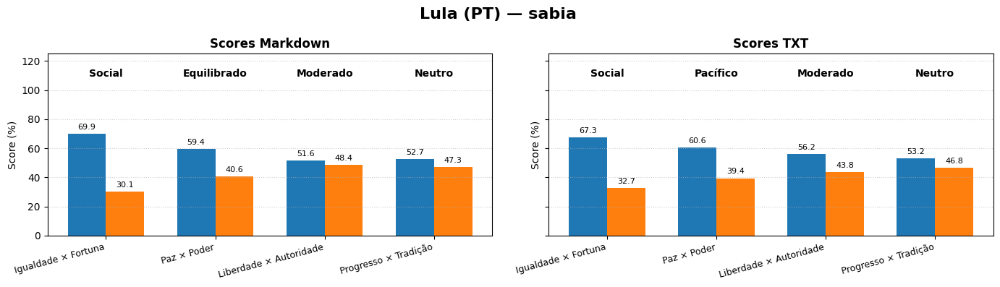 Lula (PT) — sabia
Scores Markdown
Score (%)
120
100
80
60
40
20
0
Social
Equilibrado
Moderado
Neutro
69.9
30.1
59.4
40.6
51.6
48.4
52.7
47.3
Igualdade × Fortuna
Paz × Poder
Liberdade × Autoridade
Progresso × Tradição
Scores TXT
Score (%)
Social
Pacífico
Moderado
Neutro
67.3
32.7
60.6
39.4
56.2
43.8
53.2
46.8
Igualdade × Fortuna
Paz × Poder
Liberdade × Autoridade
Progresso × Tradição